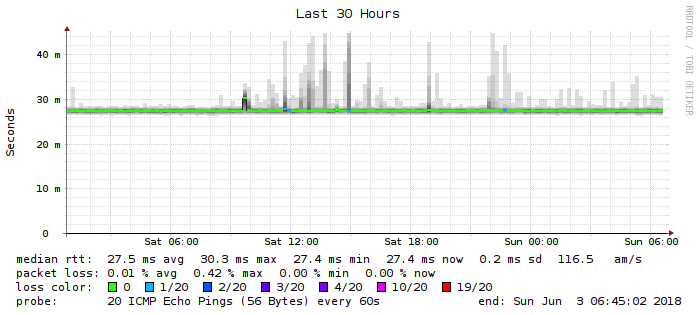 Last 30 Hours
RRDTOOL / TOBI OETIKER
Seconds
40 m
30 m
20 m
10 m
0
Sat 06:00 Sat 12:00 Sat 18:00 Sun 00:00 Sun 06:00
median rtt: 27.5 ms avg 30.3 ms max 27.4 ms min 27.4 ms now 0.2 ms sd 116.5 am/s
packet loss: 0.01 % avg 0.42 % max 0.00 % min 0.00 % now
loss color: 0 1/20 2/20 3/20 4/20 10/20 19/20
probe: 20 ICMP Echo Pings (56 Bytes) every 60s end: Sun Jun 3 06:45:02 2018